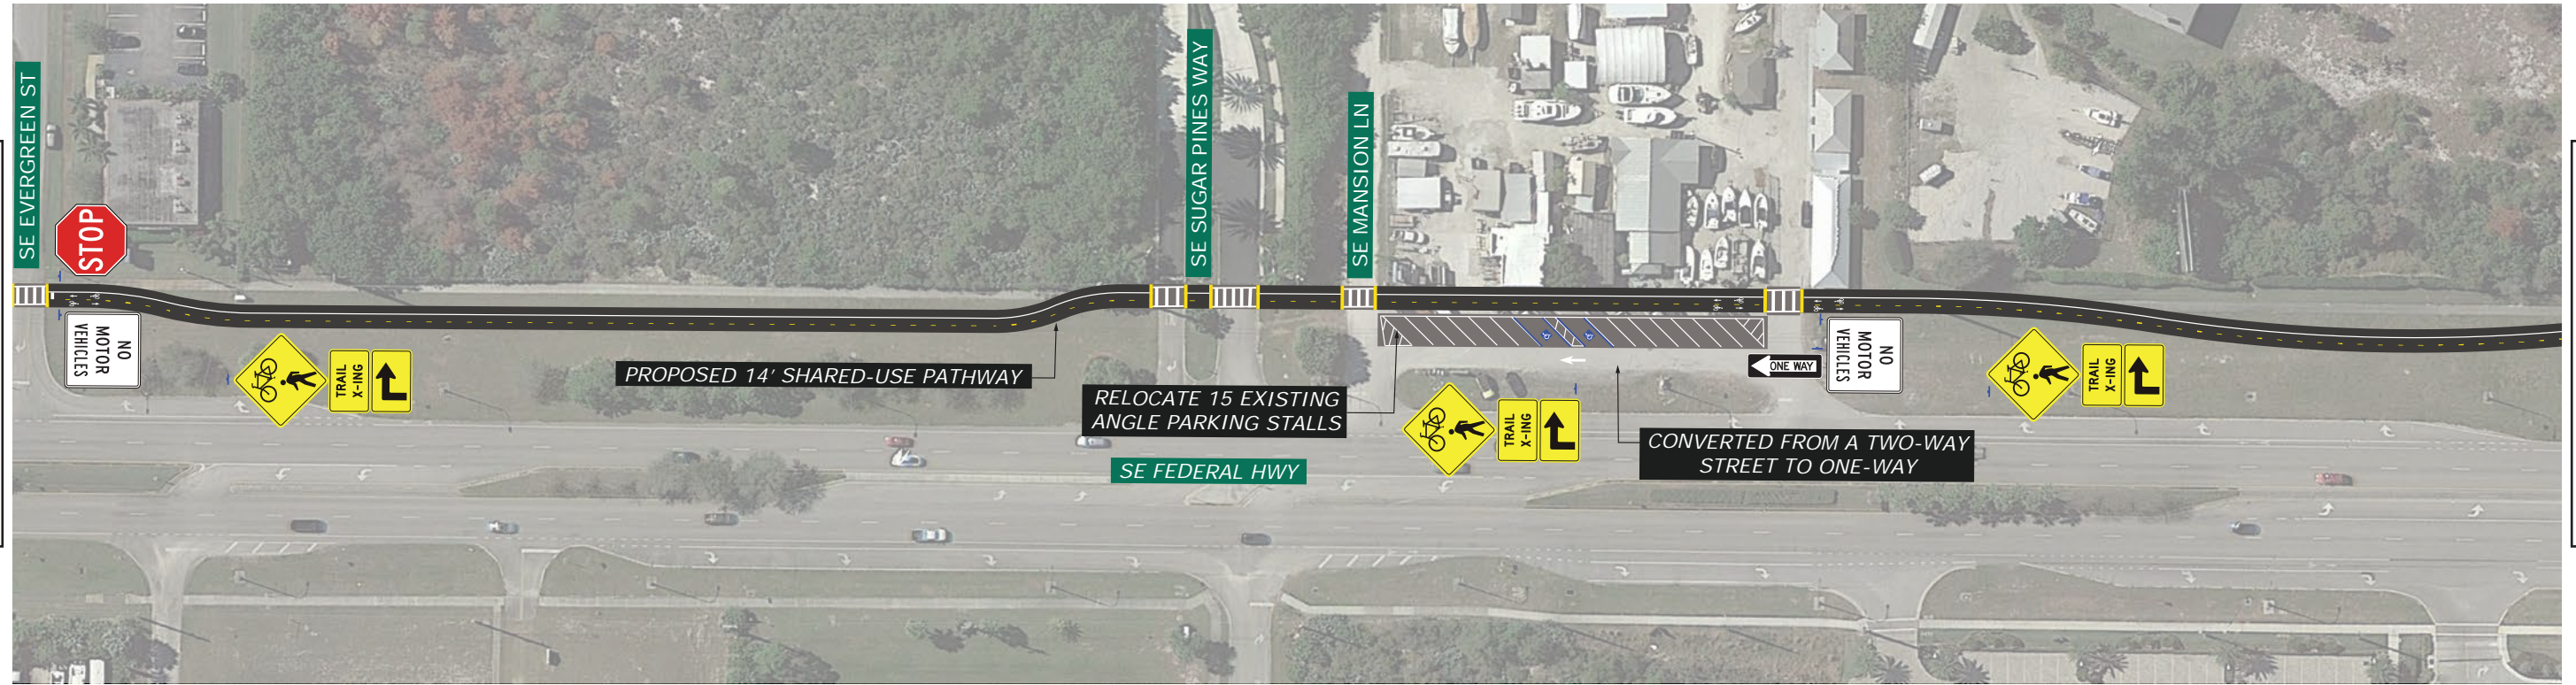 SE EVERGREEN ST
STOP
NO
MOTOR
VEHICLES
TRAIL
X-ING
PROPOSED 14' SHARED-USE PATHWAY
SE SUGAR PINES WAY
SE MANSION LN
RELOCATE 15 EXISTING
ANGLE PARKING STALLS
SE FEDERAL HWY
TRAIL
X-ING
ONE WAY
CONVERTED FROM A TWO-WAY
STREET TO ONE-WAY
NO
MOTOR
VEHICLES
TRAIL
X-ING